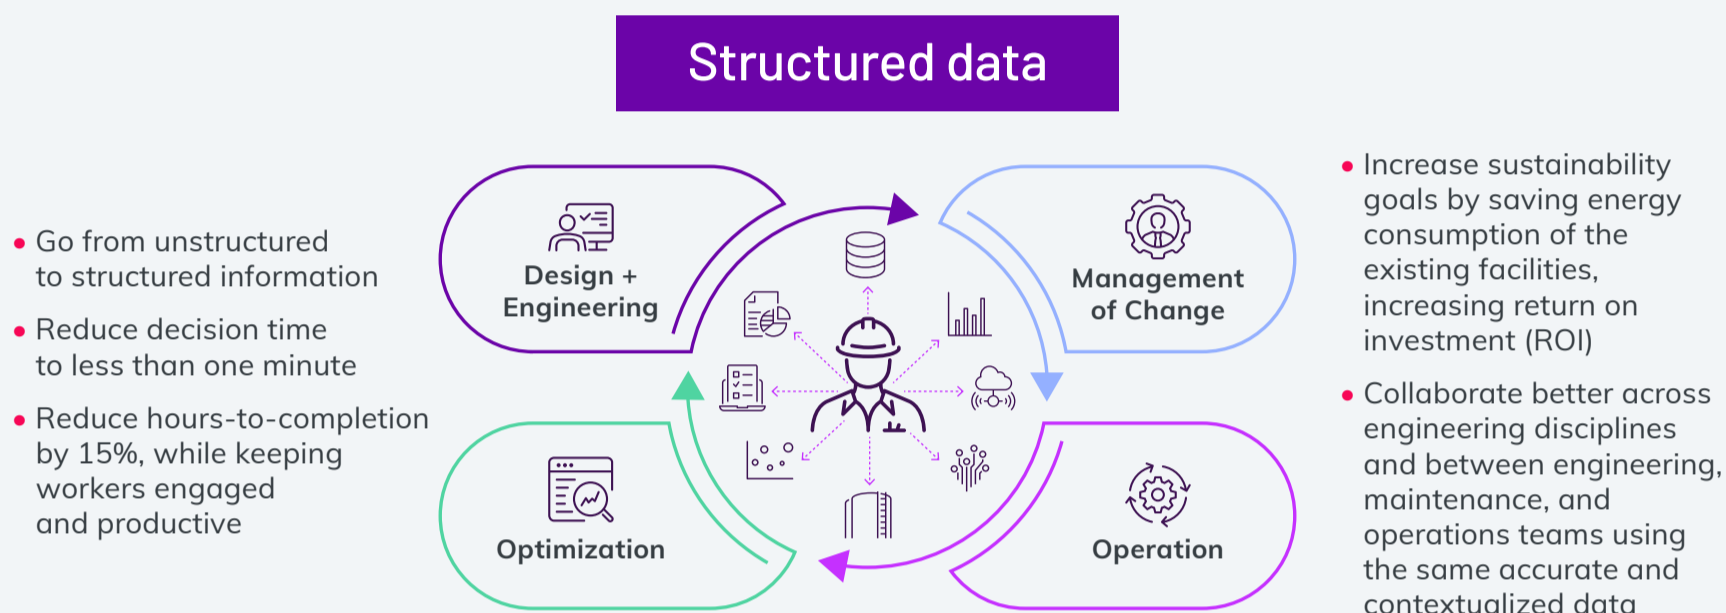 Structured data
Go from unstructured
to structured information
Reduce decision time
to less than one minute
Reduce hours-to-completion
by 15%, while keeping
workers engaged
and productive
Design +
Engineering
Management
of Change
Optimization
Operation
Increase sustainability
goals by saving energy
consumption of the
existing facilities,
increasing return on
investment (ROI)
Collaborate better across
engineering disciplines
and between engineering,
maintenance, and
operations teams using
the same accurate and
contextualized data